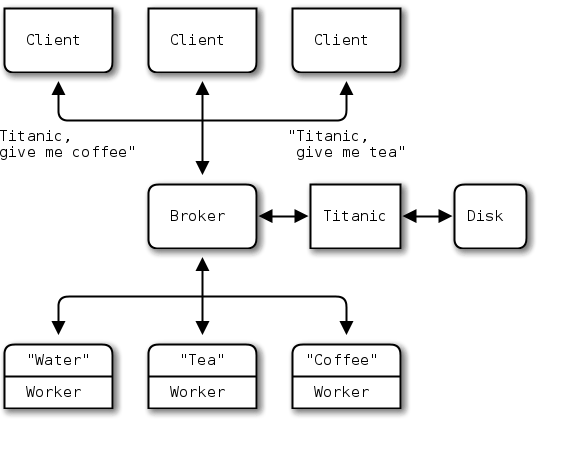 Client
Client
Client
Titanic,
give me coffee"
"Titanic,
give me tea"
Broker
Titanic
Disk
"Water"
"Tea"
"Coffee"
Worker
Worker
Worker